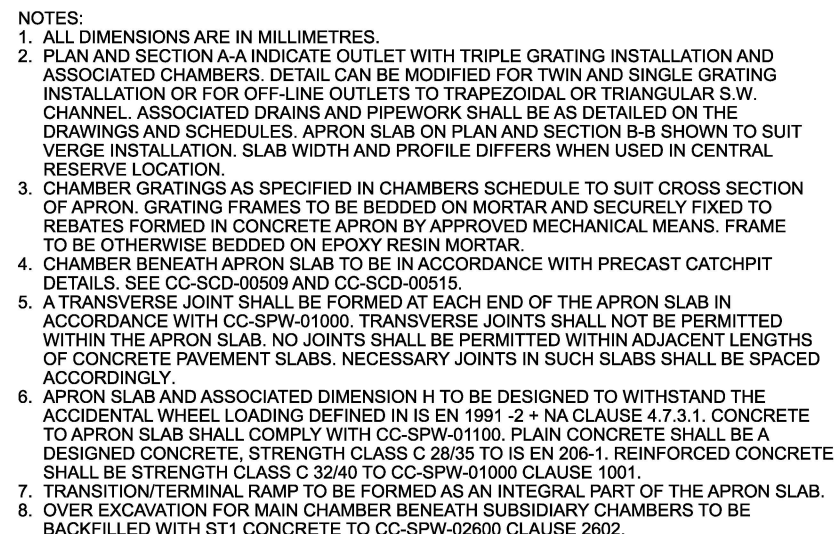 NOTES:
1. ALL DIMENSIONS ARE IN MILLIMETRES.
2. PLAN AND SECTION A-A INDICATE OUTLET WITH TRIPLE GRATING INSTALLATION AND
ASSOCIATED CHAMBERS. DETAIL CAN BE MODIFIED FOR TWIN AND SINGLE GRATING
INSTALLATION OR FOR OFF-LINE OUTLETS TO TRAPEZOIDAL OR TRIANGULAR S.W.
CHANNEL. ASSOCIATED DRAINS AND PIPEWORK SHALL BE AS DETAILED ON THE
DRAWINGS AND SCHEDULES. APRON SLAB ON PLAN AND SECTION B-B SHOWN TO SUIT
VERGE INSTALLATION. SLAB WIDTH AND PROFILE DIFFERS WHEN USED IN CENTRAL
RESERVE LOCATION.
3. CHAMBER GRATINGS AS SPECIFIED IN CHAMBERS SCHEDULE TO SUIT CROSS SECTION
OF APRON. GRATING FRAMES TO BE BEDDED ON MORTAR AND SECURELY FIXED TO
REBATES FORMED IN CONCRETE APRON BY APPROVED MECHANICAL MEANS. FRAME
TO BE OTHERWISE BEDDED ON EPOXY RESIN MORTAR.
4. CHAMBER BENEATH APRON SLAB TO BE IN ACCORDANCE WITH PRECAST CATCHPIT
DETAILS. SEE CC-SCD-00509 AND CC-SCD-00515.
5. A TRANSVERSE JOINT SHALL BE FORMED AT EACH END OF THE APRON SLAB IN
ACCORDANCE WITH CC-SPW-01000. TRANSVERSE JOINTS SHALL NOT BE PERMITTED
WITHIN THE APRON SLAB. NO JOINTS SHALL BE PERMITTED WITHIN ADJACENT LENGTHS
OF CONCRETE PAVEMENT SLABS. NECESSARY JOINTS IN SUCH SLABS SHALL BE SPACED
ACCORDINGLY.
6. APRON SLAB AND ASSOCIATED DIMENSION H TO BE DESIGNED TO WITHSTAND THE
ACCIDENTAL WHEEL LOADING DEFINED IN IS EN 1991 -2 + NA CLAUSE 4.7.3.1. CONCRETE
TO APRON SLAB SHALL COMPLY WITH CC-SPW-01100. PLAIN CONCRETE SHALL BE A
DESIGNED CONCRETE, STRENGTH CLASS C 28/35 TO IS EN 206-1. REINFORCED CONCRETE
SHALL BE STRENGTH CLASS C 32/40 TO CC-SPW-01000 CLAUSE 1001.
7. TRANSITION/TERMINAL RAMP TO BE FORMED AS AN INTEGRAL PART OF THE APRON SLAB.
8. OVER EXCAVATION FOR MAIN CHAMBER BENEATH SUBSIDIARY CHAMBERS TO BE
BACKFILLED WITH ST1 CONCRETE TO CC-SPW-02600 CLAUSE 2602.